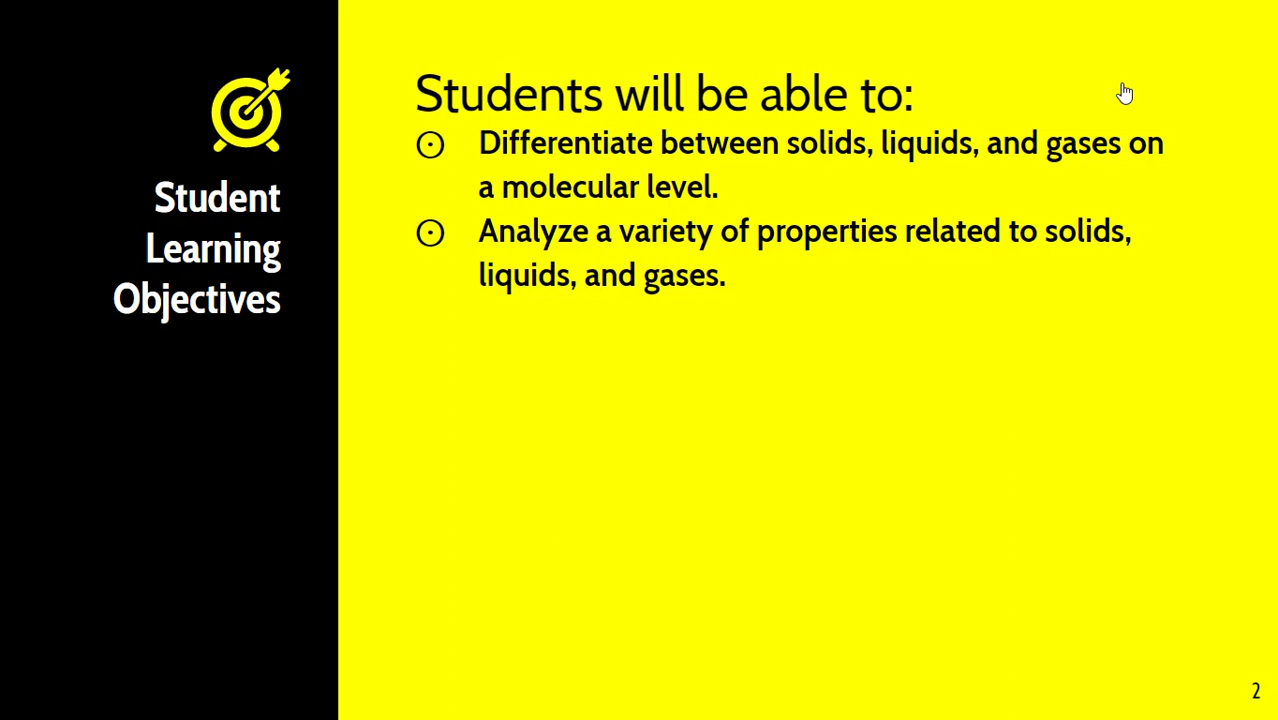 Student
Learning
Objectives
Students will be able to:
Differentiate between solids, liquids, and gases on
a molecular level.
Analyze a variety of properties related to solids,
liquids, and gases.
2